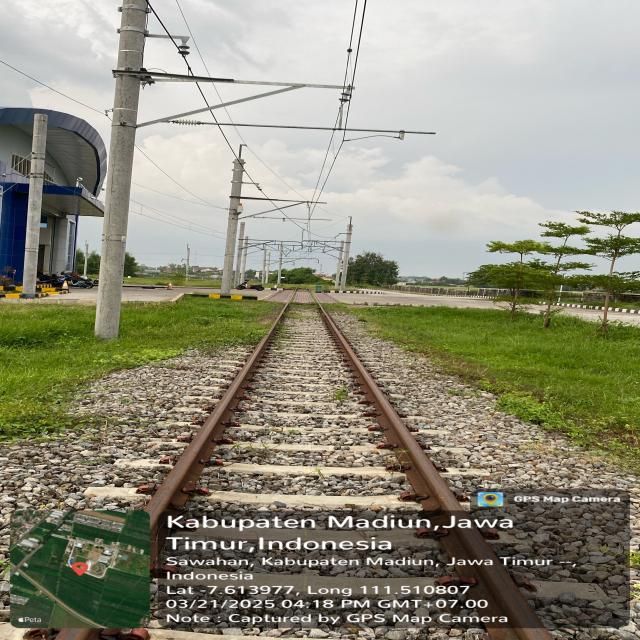 GPS Map Camera
Kabupaten Madiun,Jawa
Timur,Indonesia
Sawahan, Kabupaten Madiun, Jawa Timur --,
Indonesia
Lat -7.613977, Long 111.510807
03/21/2025 04:18 PM GMT+07.00
Note : Captured by GPS Map Camera
Peta